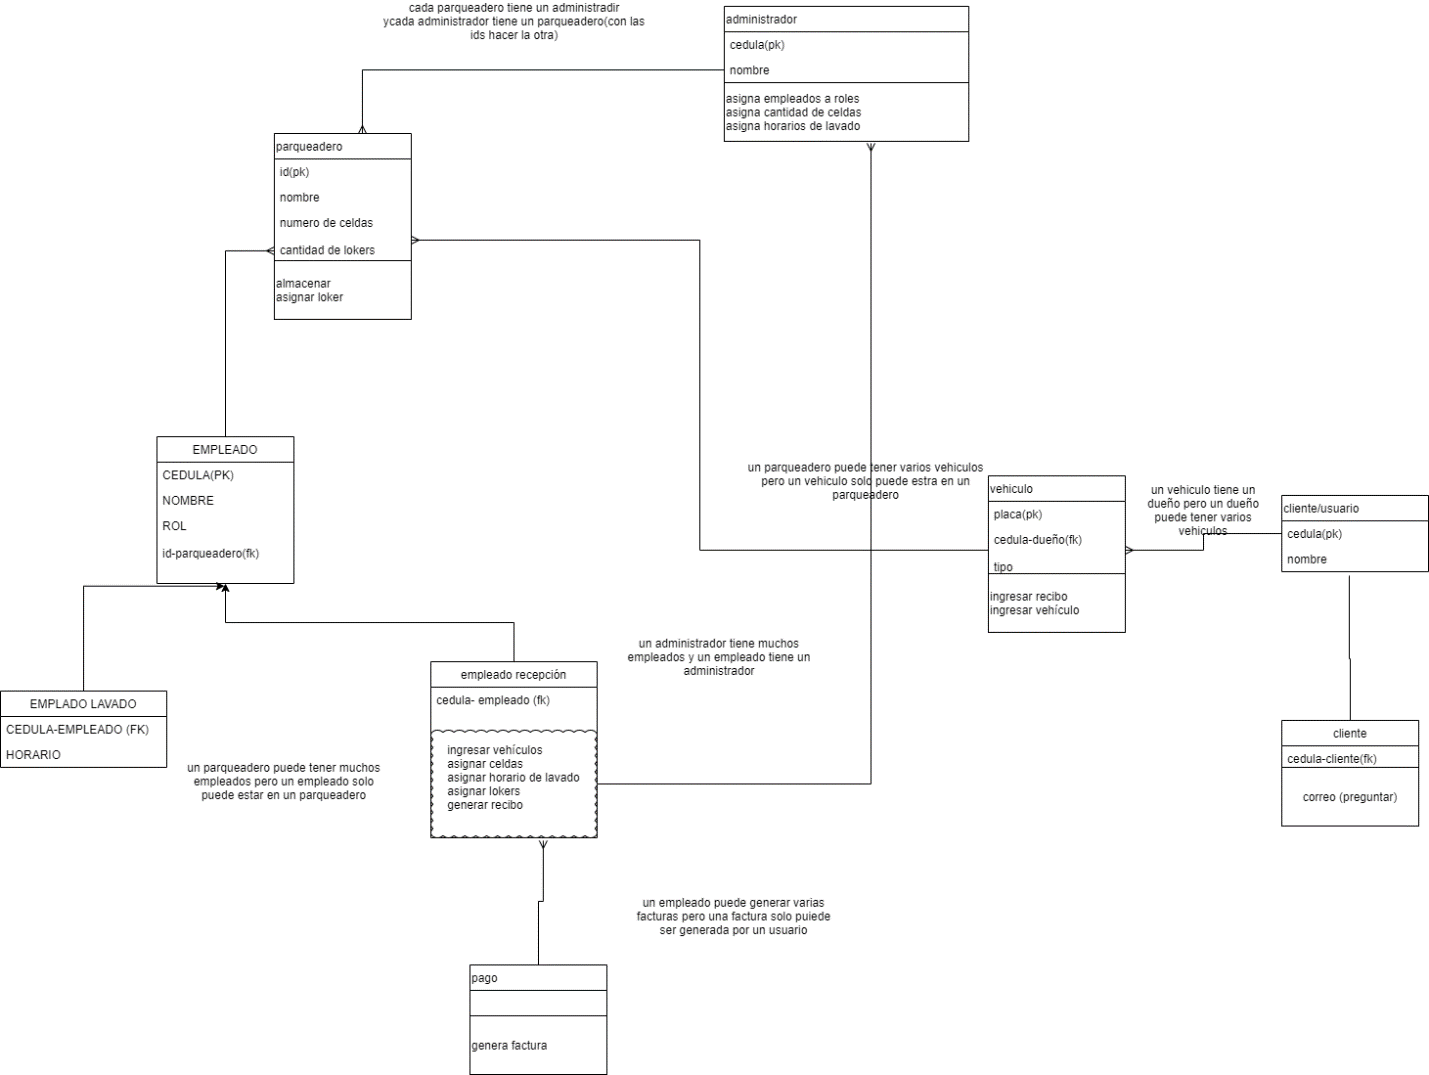 cada parqueadero tiene un administradir
ycada administrador tiene un parqueadero(con las
ids hacer la otra)
administrador
cedula(pk)
nombre
asigna empleados a roles
asigna cantidad de celdas
asigna horarios de lavado
parqueadero
id(pk)
nombre
numero de celdas
cantidad de lokers
almacenar
asignar loker
EMPLEADO
CEDULA(PK)
NOMBRE
ROL
id-parqueadero(fk)
un parqueadero puede tener varios vehiculos
pero un vehiculo solo puede estra en un
parqueadero
vehiculo
placa(pk)
cedula-dueño(fk)
tipo
ingresar recibo
ingresar vehículo
un vehiculo tiene un
dueño pero un dueño
puede tener varios
vehiculos
cliente/usuario
cedula(pk)
nombre
un administrador tiene muchos
empleados y un empleado tiene un
administrador
empleado recepción
cedula- empleado (fk)
ingresar vehículos
asignar celdas
asignar horario de lavado
asignar lokers
generar recibo
EMPLADO LAVADO
CEDULA-EMPLEADO (FK)
HORARIO
un parqueadero puede tener muchos
empleados pero un empleado solo
puede estar en un parqueadero
cliente
cedula-cliente(fk)
correo (preguntar)
un empleado puede generar varias
facturas pero una factura solo puiede
ser generada por un usuario
pago
genera factura